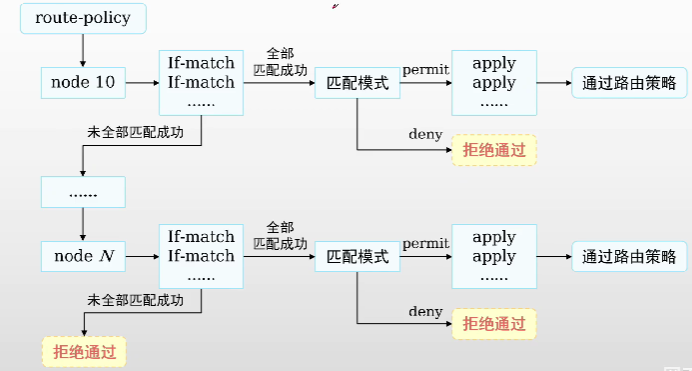 route-policy
node 10
If-match
If-match
......
全部
匹配成功
匹配模式
permit
apply
apply
......
通过路由策略
deny
拒绝通过
未全部匹配成功
......
node N
If-match
If-match
......
全部
匹配成功
匹配模式
permit
apply
apply
......
通过路由策略
deny
拒绝通过
未全部匹配成功
拒绝通过